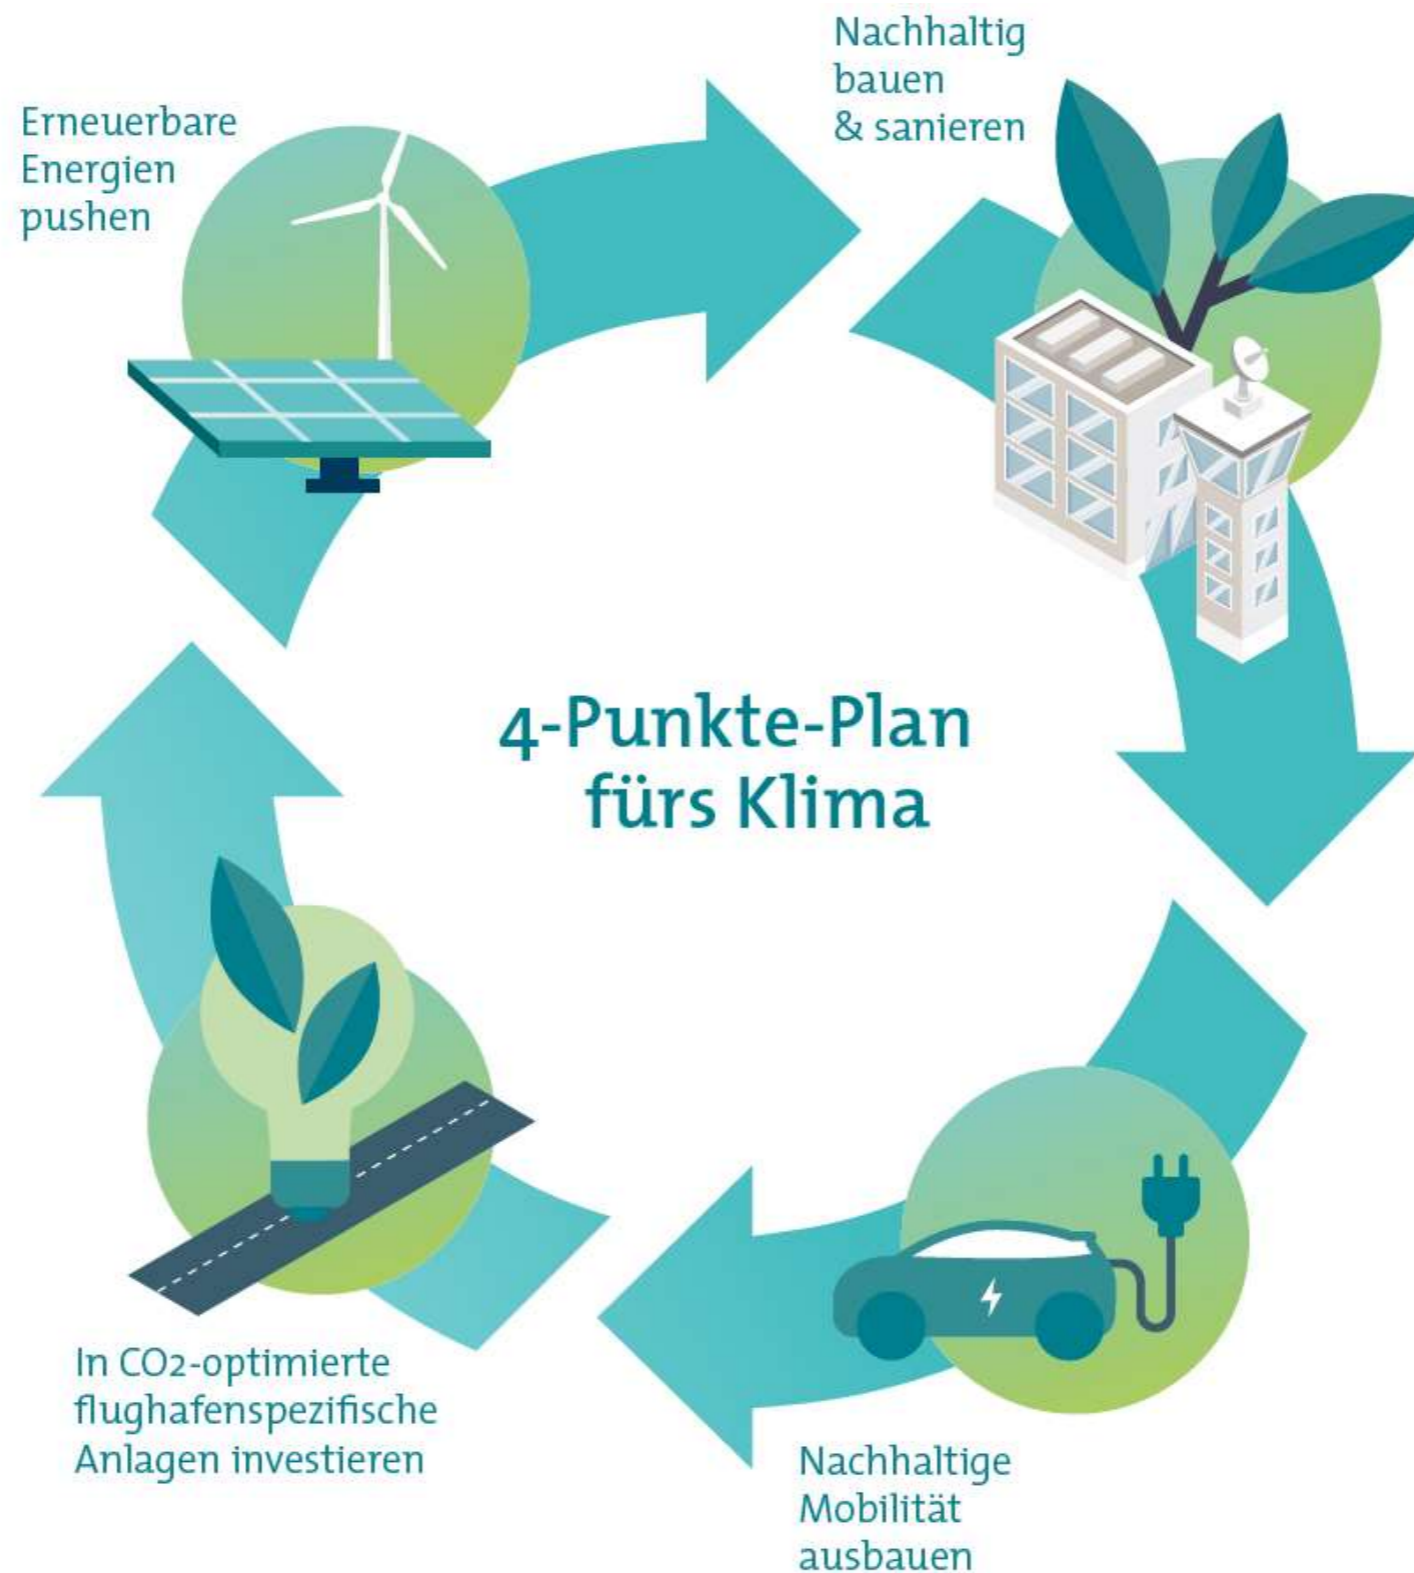 Erneuerbare
Energien
pushen
Nachhaltig
bauen
& sanieren
4-Punkte-Plan
fürs Klima
In CO2-optimierte
flughafenspezifische
Anlagen investieren
Nachhaltige
Mobilität
ausbauen